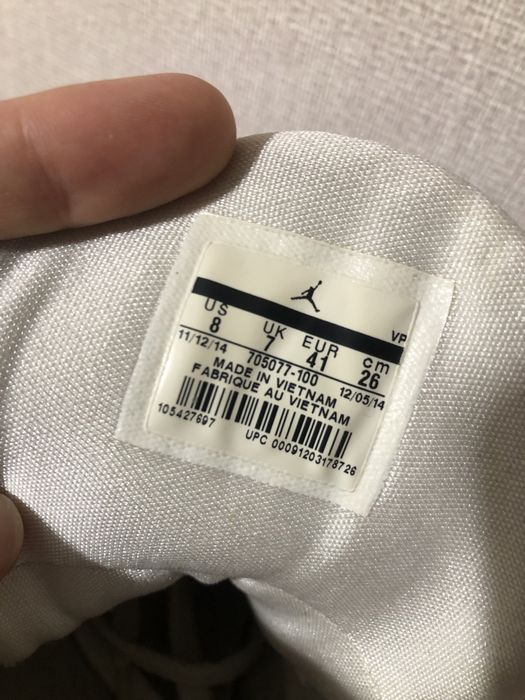 VP
US UK EUR cm
8 7 41 26
11/12/14 705077-100 12/05/14
MADE IN VIETNAM
FABRIQUE AU VIETNAM
105427697 UPC 00091203178726